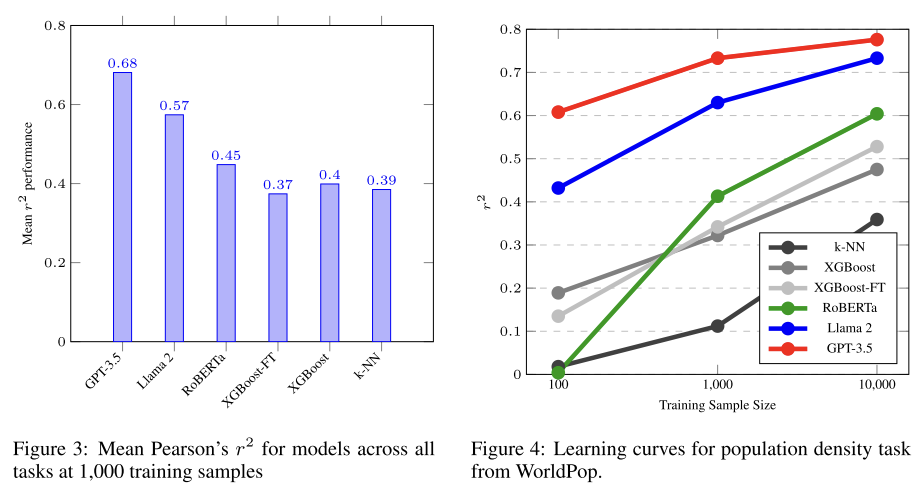 0.8
0.6
0.4
0.2
0
Mean r² performance
0.68
0.57
0.45
0.37
0.4
0.39
GPT-3.5
Llama 2
RoBERTa
XGBoost-FT
XGBoost
k-NN
Figure 3: Mean Pearson's r² for models across all
tasks at 1,000 training samples
0.8
0.7
0.6
0.5
0.4
0.3
0.2
0.1
0
r²
100
1,000
10,000
Training Sample Size
k-NN
XGBoost
XGBoost-FT
RoBERTa
Llama 2
GPT-3.5
Figure 4: Learning curves for population density task
from WorldPop.